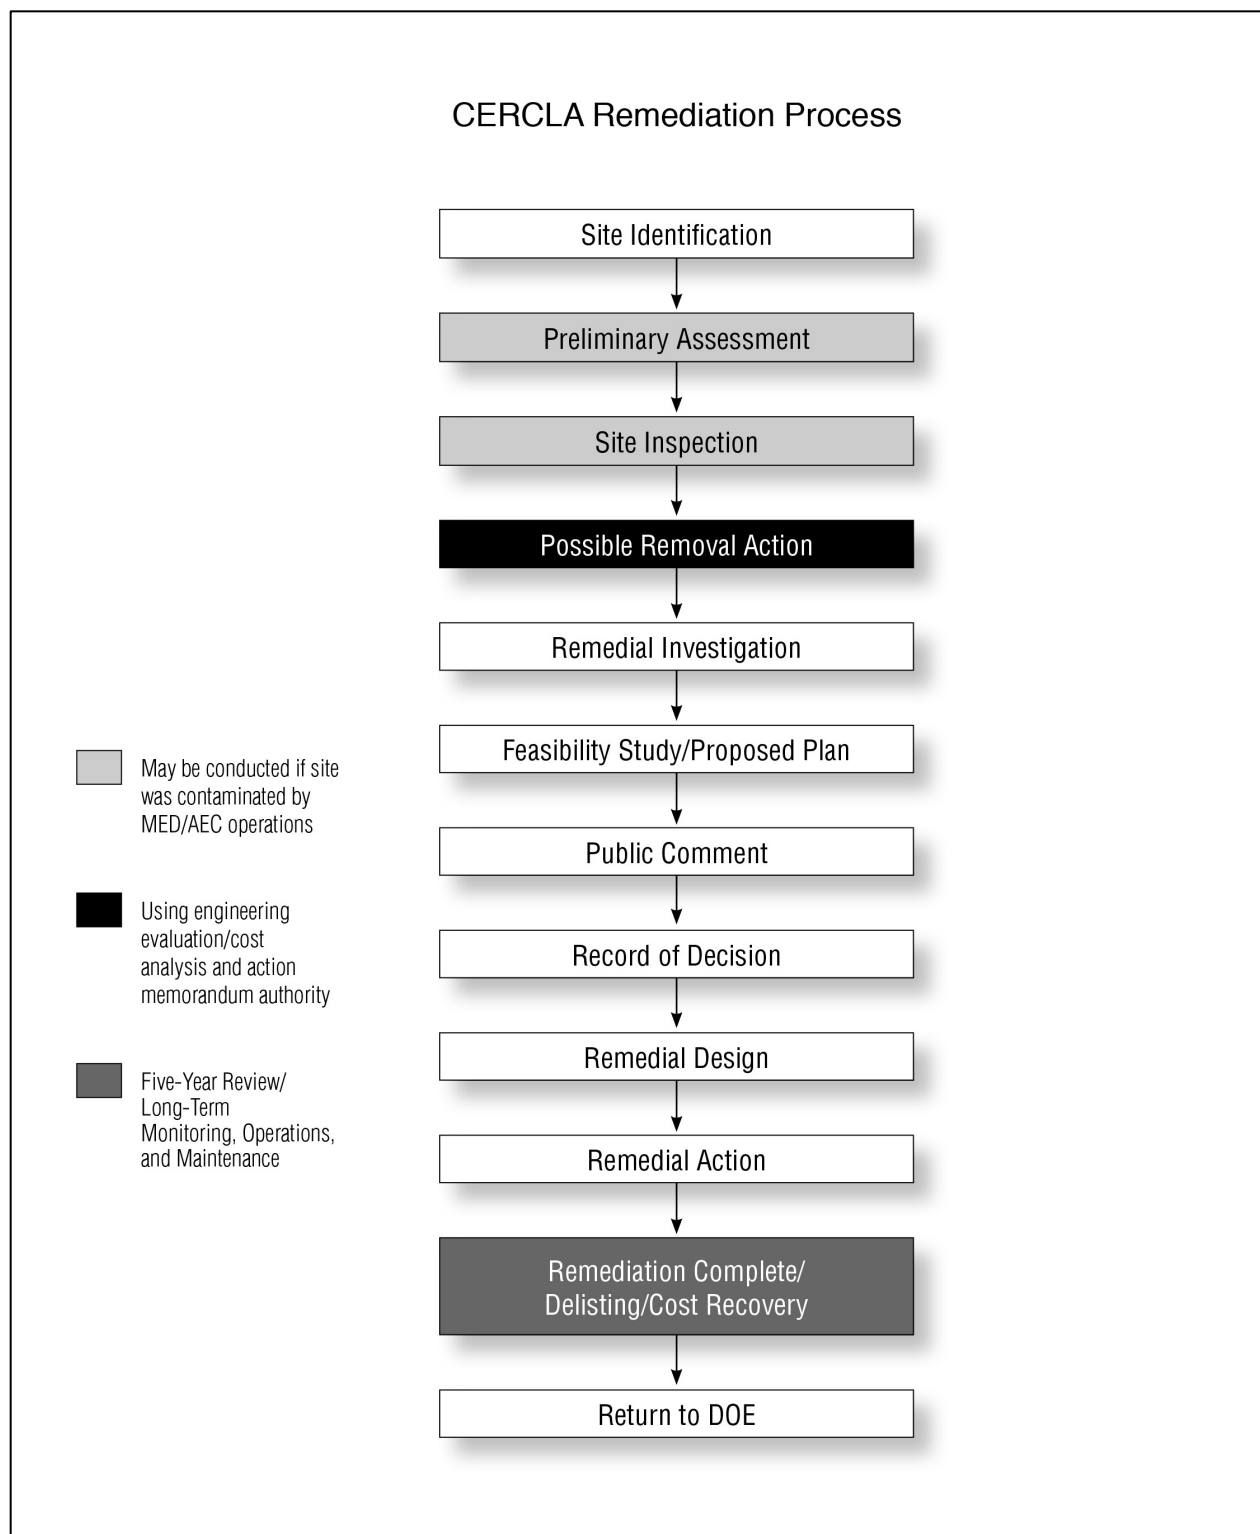 CERCLA Remediation Process
Site Identification
Preliminary Assessment
Site Inspection
Possible Removal Action
Remedial Investigation
Feasibility Study/Proposed Plan
Public Comment
Record of Decision
Remedial Design
Remedial Action
Remediation Complete/
Delisting/Cost Recovery
Return to DOE
May be conducted if site
was contaminated by
MED/AEC operations
Using engineering
evaluation/cost
analysis and action
memorandum authority
Five-Year Review/
Long-Term
Monitoring, Operations,
and Maintenance